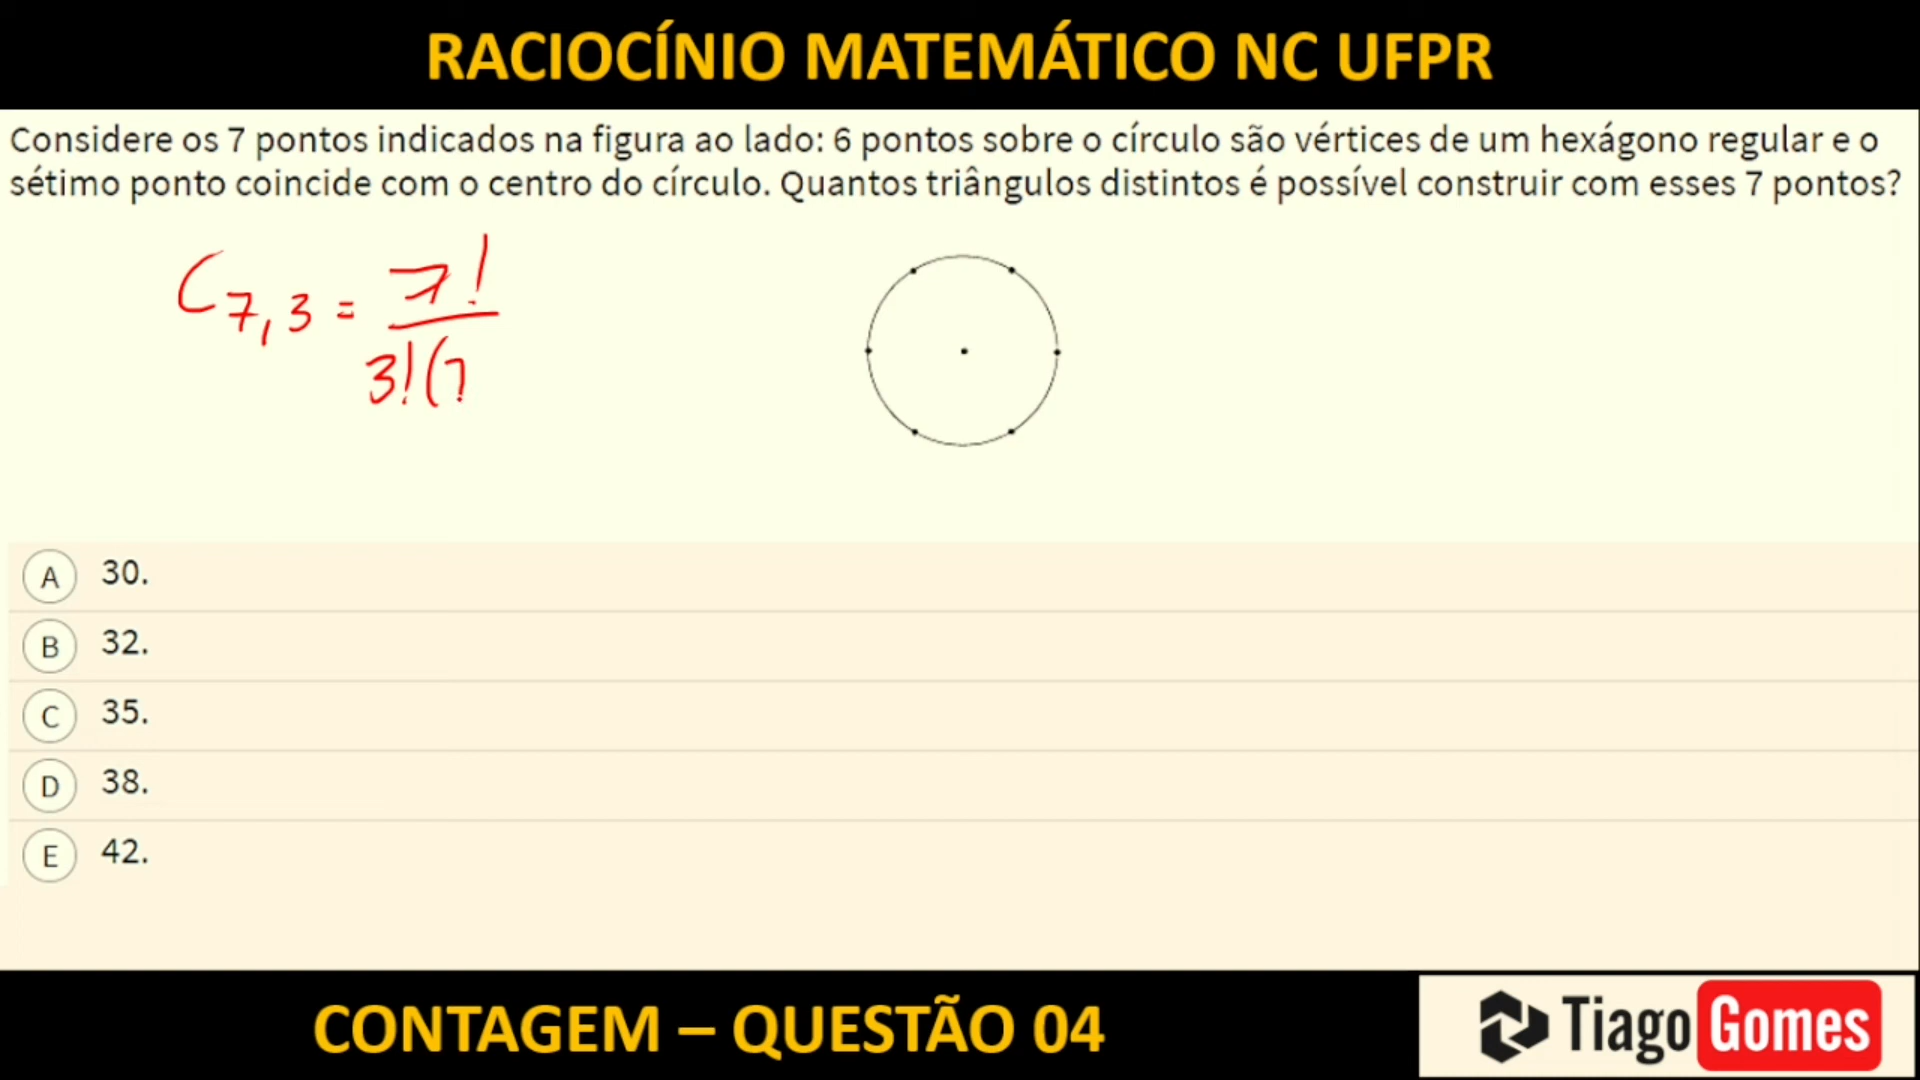 RACIOCÍNIO MATEMÁTICO NC UFPR
Considere os 7 pontos indicados na figura ao lado: 6 pontos sobre o círculo são vértices de um hexágono regular e o
sétimo ponto coincide com o centro do círculo. Quantos triângulos distintos é possível construir com esses 7 pontos?
C7,3 = 7!
3!(7
A 30.
B 32.
C 35.
D 38.
E 42.
CONTAGEM – QUESTÃO 04
Tiago Gomes